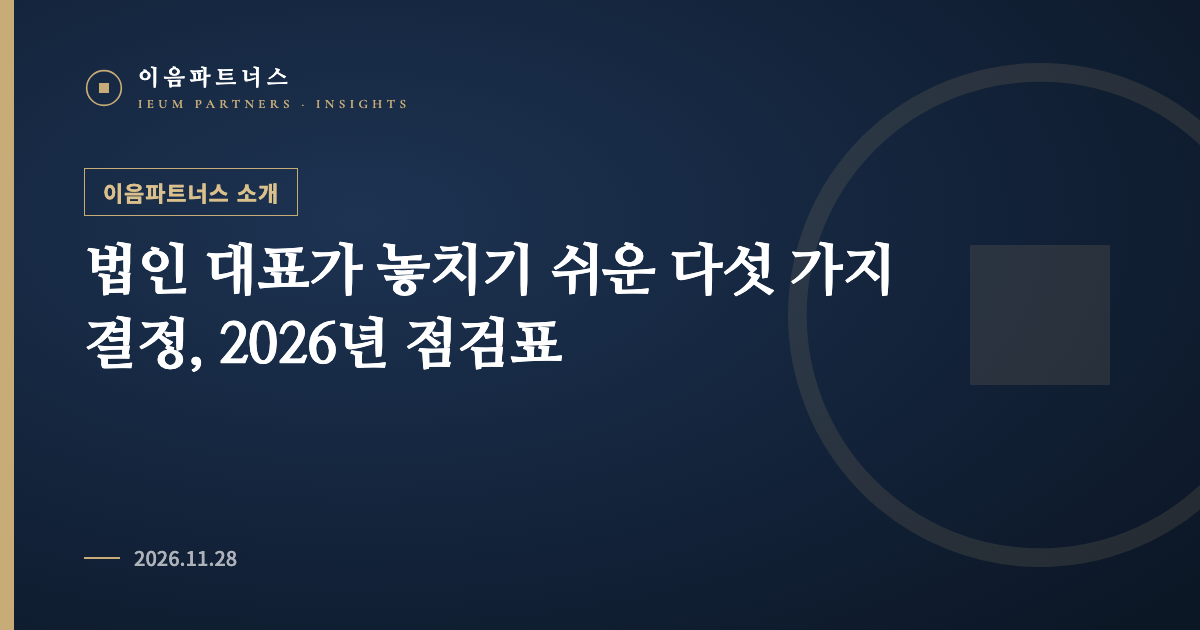 이음파트너스
IEUM PARTNERS · INSIGHTS
이음파트너스 소개
법인 대표가 놓치기 쉬운 다섯 가지
결정, 2026년 점검표
2026.11.28